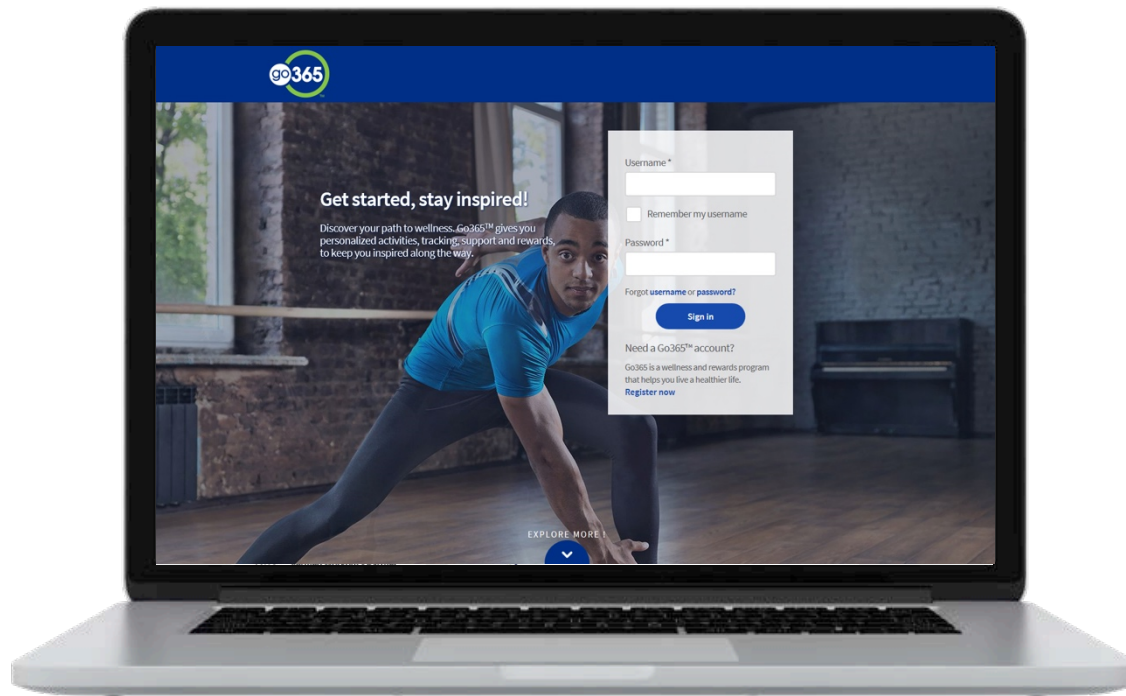 go365
Get started, stay inspired!
Discover your path to wellness. Go365™ gives you
personalized activities, tracking, support and rewards,
to keep you inspired along the way.
Username *
Remember my username
Password *
Forgot username or password?
Sign in
Need a Go365™ account?
Go365 is a wellness and rewards program
that helps you live a healthier life.
Register now
EXPLORE MORE !